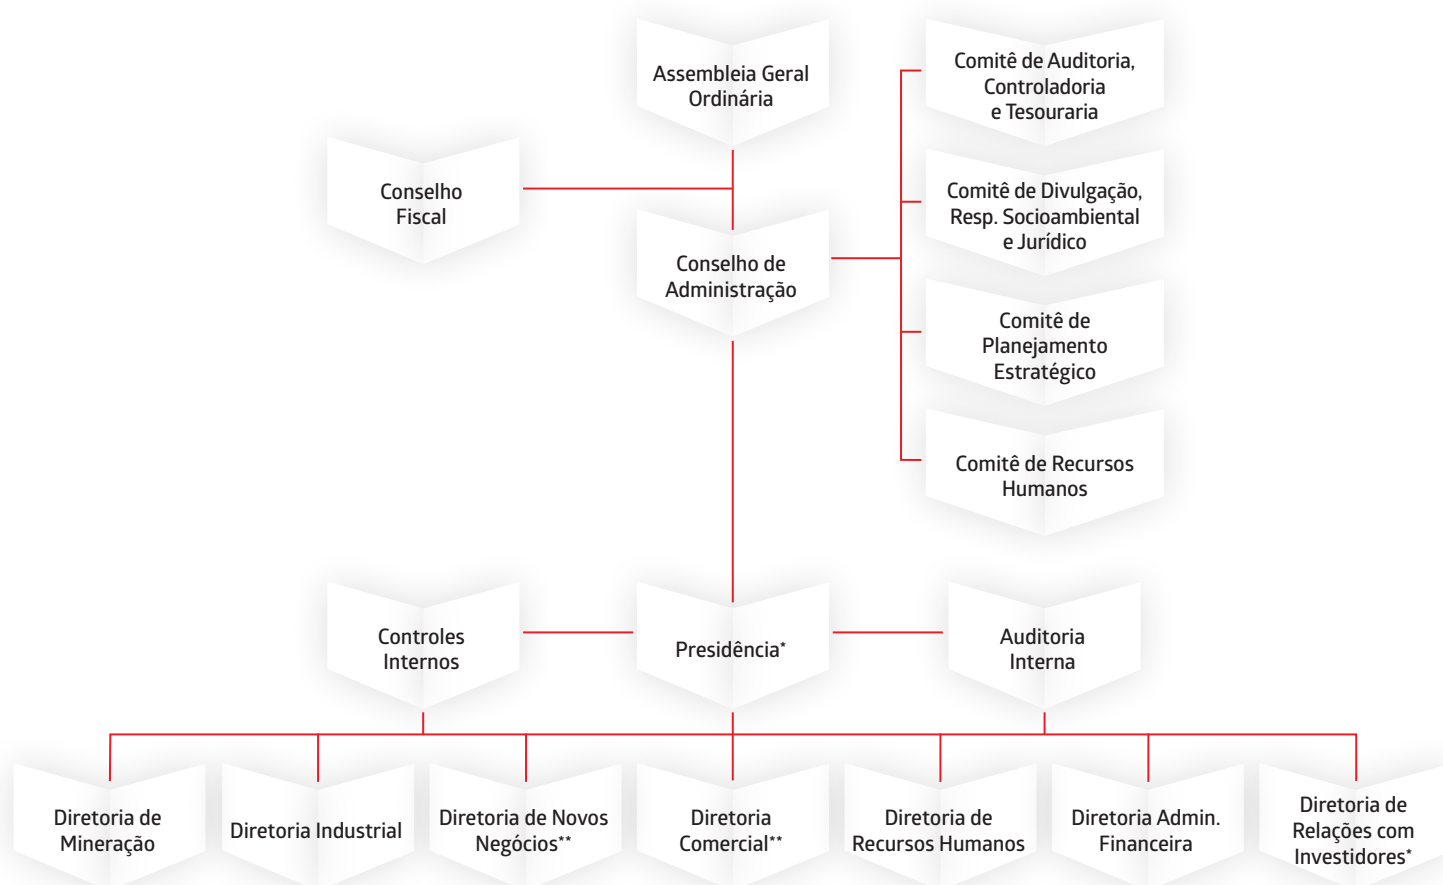 Assembleia Geral
Ordinária
Comitê de Auditoria,
Controladoria
e Tesouraria
Conselho
Fiscal
Comitê de Divulgação,
Resp. Socioambiental
e Jurídico
Conselho de
Administração
Comitê de
Planejamento
Estratégico
Comitê de Recursos
Humanos
Controles
Internos
Presidência*
Auditoria
Interna
Diretoria de
Mineração
Diretoria Industrial
Diretoria de Novos
Negócios**
Diretoria
Comercial**
Diretoria de
Recursos Humanos
Diretoria Admin.
Financeira
Diretoria de
Relações com
Investidores*